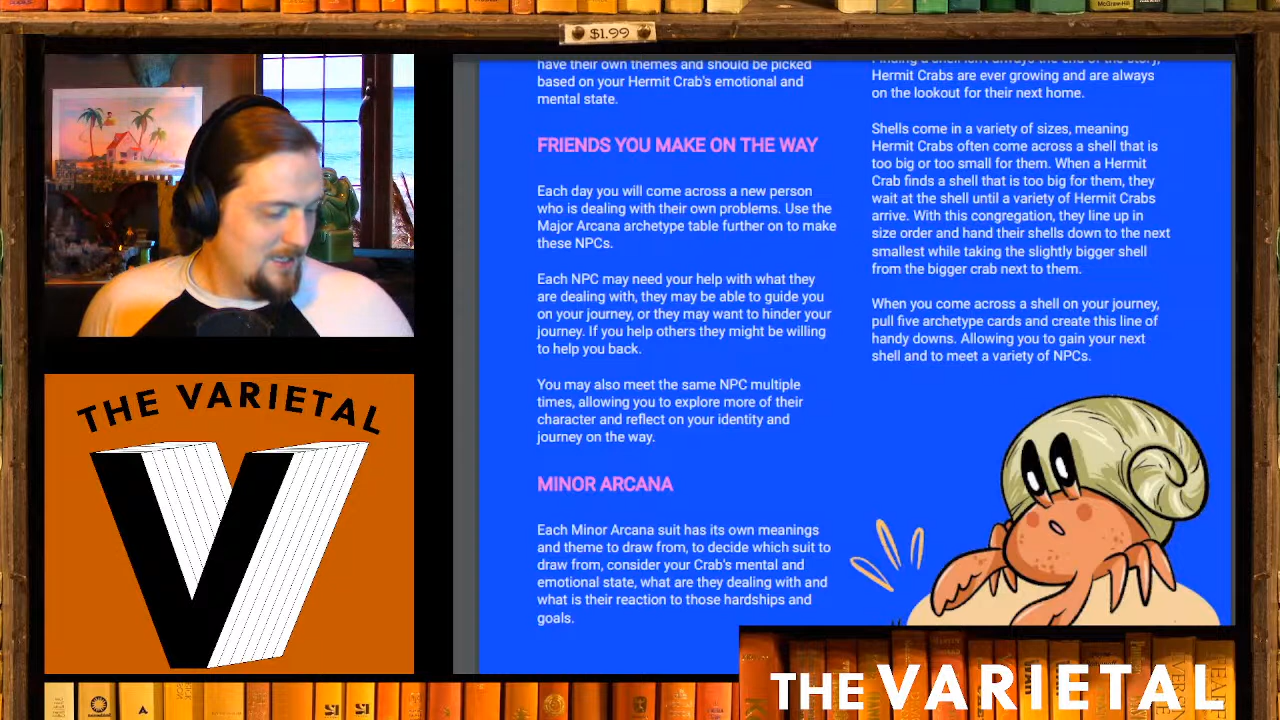 $1.99
have their own themes and should be picked
based on your Hermit Crab's emotional and
mental state.
FRIENDS YOU MAKE ON THE WAY
Each day you will come across a new person
who is dealing with their own problems. Use the
Major Arcana archetype table further on to make
these NPCs.
Each NPC may need your help with what they
are dealing with, they may be able to guide you
on your journey, or they may want to hinder your
journey. If you help others they might be willing
to help you back.
You may also meet the same NPC multiple
times, allowing you to explore more of their
character and reflect on your identity and
journey on the way.
MINOR ARCANA
Each Minor Arcana suit has its own meanings
and theme to draw from, to decide which suit to
draw from, consider your Crab's mental and
emotional state, what are they dealing with and
what is their reaction to those hardships and
goals.
Finding a shell isn't always the end of the story,
Hermit Crabs are ever growing and are always
on the lookout for their next home.
Shells come in a variety of sizes, meaning
Hermit Crabs often come across a shell that is
too big or too small for them. When a Hermit
Crab finds a shell that is too big for them, they
wait at the shell until a variety of Hermit Crabs
arrive. With this congregation, they line up in
size order and hand their shells down to the next
smallest while taking the slightly bigger shell
from the bigger crab next to them.
When you come across a shell on your journey,
pull five archetype cards and create this line of
handy downs. Allowing you to gain your next
shell and to meet a variety of NPCs.
THE VARIETAL
V
THE VARIETAL